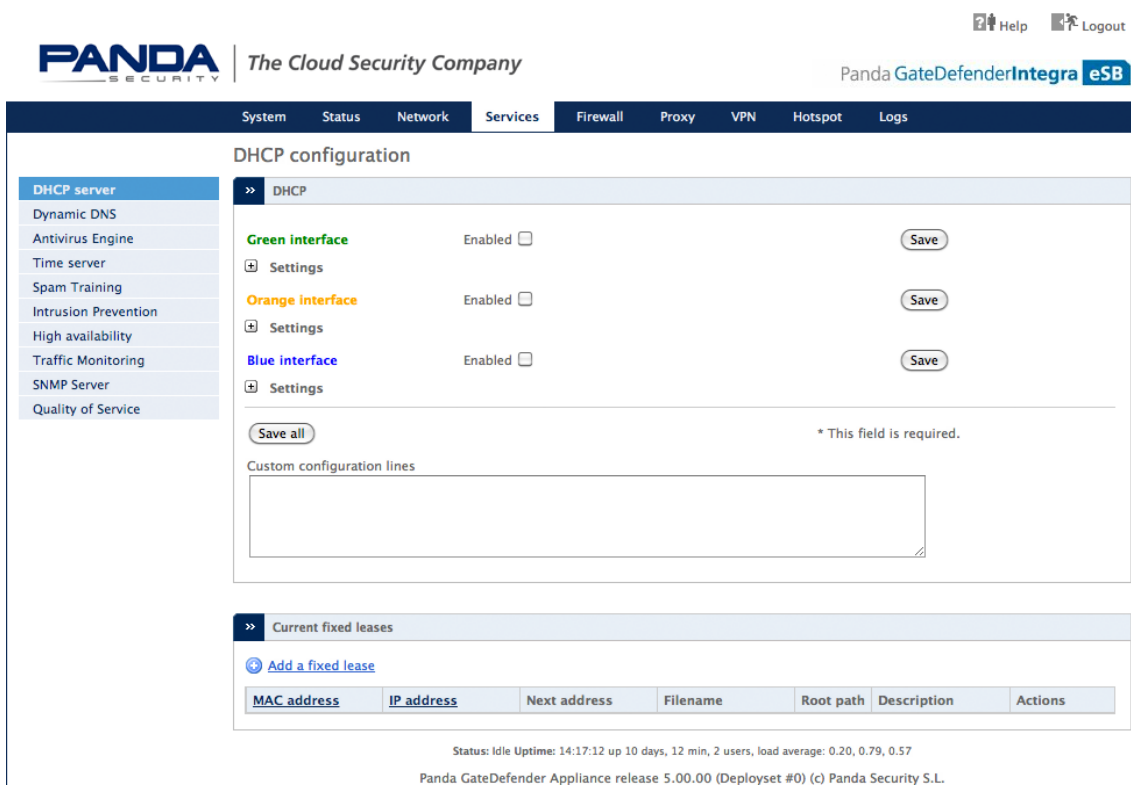 Help Logout
PANDA SECURITY The Cloud Security Company
Panda GateDefenderIntegra eSB
System Status Network Services Firewall Proxy VPN Hotspot Logs
DHCP configuration
DHCP server
Dynamic DNS
Antivirus Engine
Time server
Spam Training
Intrusion Prevention
High availability
Traffic Monitoring
SNMP Server
Quality of Service
» DHCP
Green interface Enabled Save
Settings
Orange interface Enabled Save
Settings
Blue interface Enabled Save
Settings
Save all * This field is required.
Custom configuration lines
» Current fixed leases
Add a fixed lease
MAC address IP address Next address Filename Root path Description Actions
Status: Idle Uptime: 14:17:12 up 10 days, 12 min, 2 users, load average: 0.20, 0.79, 0.57
Panda GateDefender Appliance release 5.00.00 (Deployset #0) (c) Panda Security S.L.